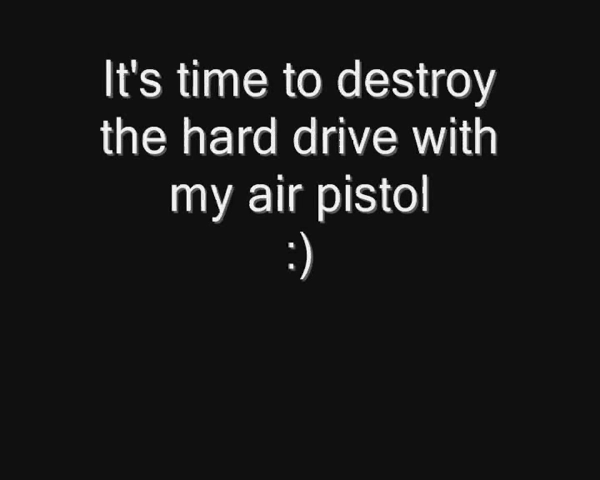 It's time to destroy
the hard drive with
my air pistol
:)